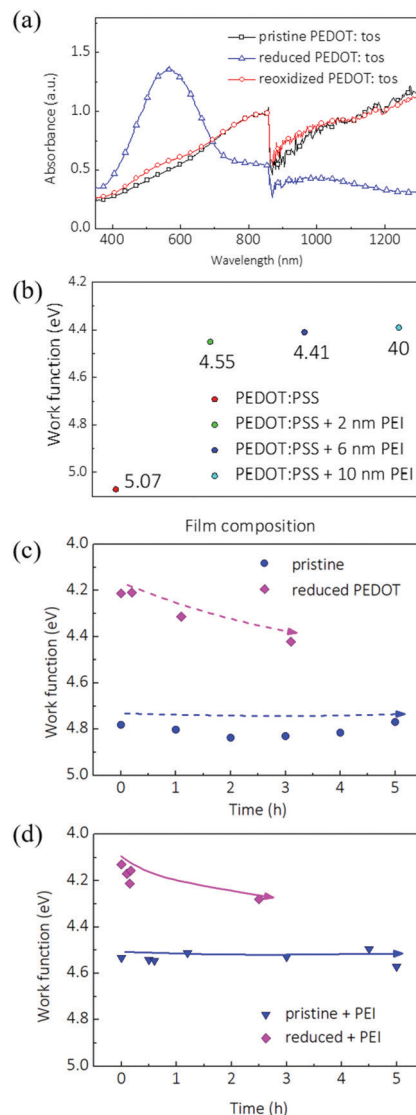 (a)
pristine PEDOT: tos
reduced PEDOT: tos
reoxidized PEDOT: tos
Absorbance (a.u.)
1.5
1.0
0.5
0.0
400 600 800 1000 1200
Wavelength (nm)
(b)
Work function (eV)
4.2
4.4
4.6
4.8
5.0
4.55
4.41
40
5.07
PEDOT:PSS
PEDOT:PSS + 2 nm PEI
PEDOT:PSS + 6 nm PEI
PEDOT:PSS + 10 nm PEI
Film composition
(c)
Work function (eV)
4.0
4.2
4.4
4.6
4.8
5.0
pristine
reduced PEDOT
0 1 2 3 4 5
Time (h)
(d)
Work function (eV)
4.0
4.2
4.4
4.6
4.8
5.0
pristine + PEI
reduced + PEI
0 1 2 3 4 5
Time (h)